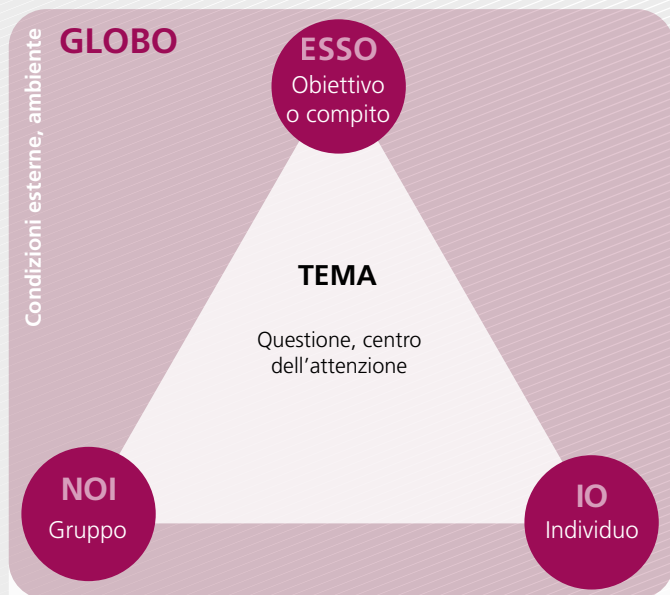 GLOBO
Condizioni esterne, ambiente
ESSO
Obiettivo
o compito
TEMA
Questione, centro
dell’attenzione
NOI
Gruppo
IO
Individuo